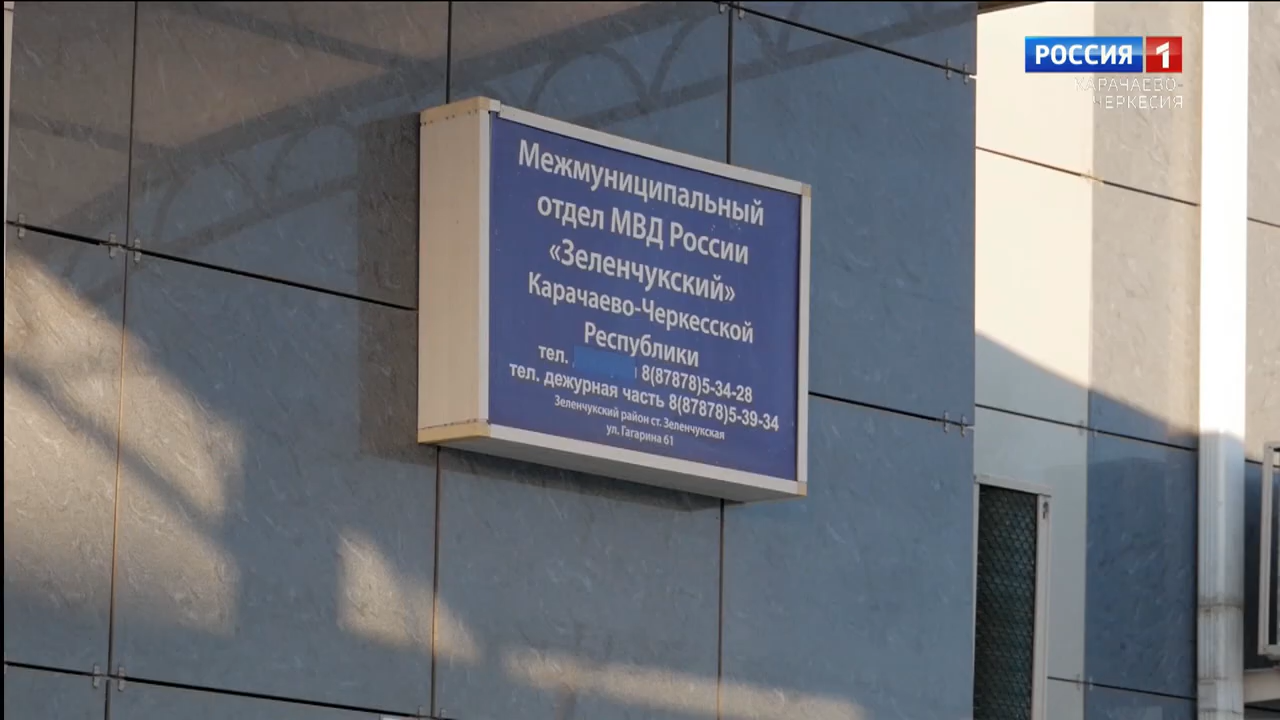 РОССИЯ 1
КАРАЧАЕВО-
ЧЕРКЕСИЯ
Межмуниципальный
отдел МВД России
«Зеленчукский»
Карачаево-Черкесской
Республики
тел. 8(87878)5-34-28
тел. дежурная часть 8(87878)5-39-34
Зеленчукский район ст. Зеленчукская
ул. Гагарина 61